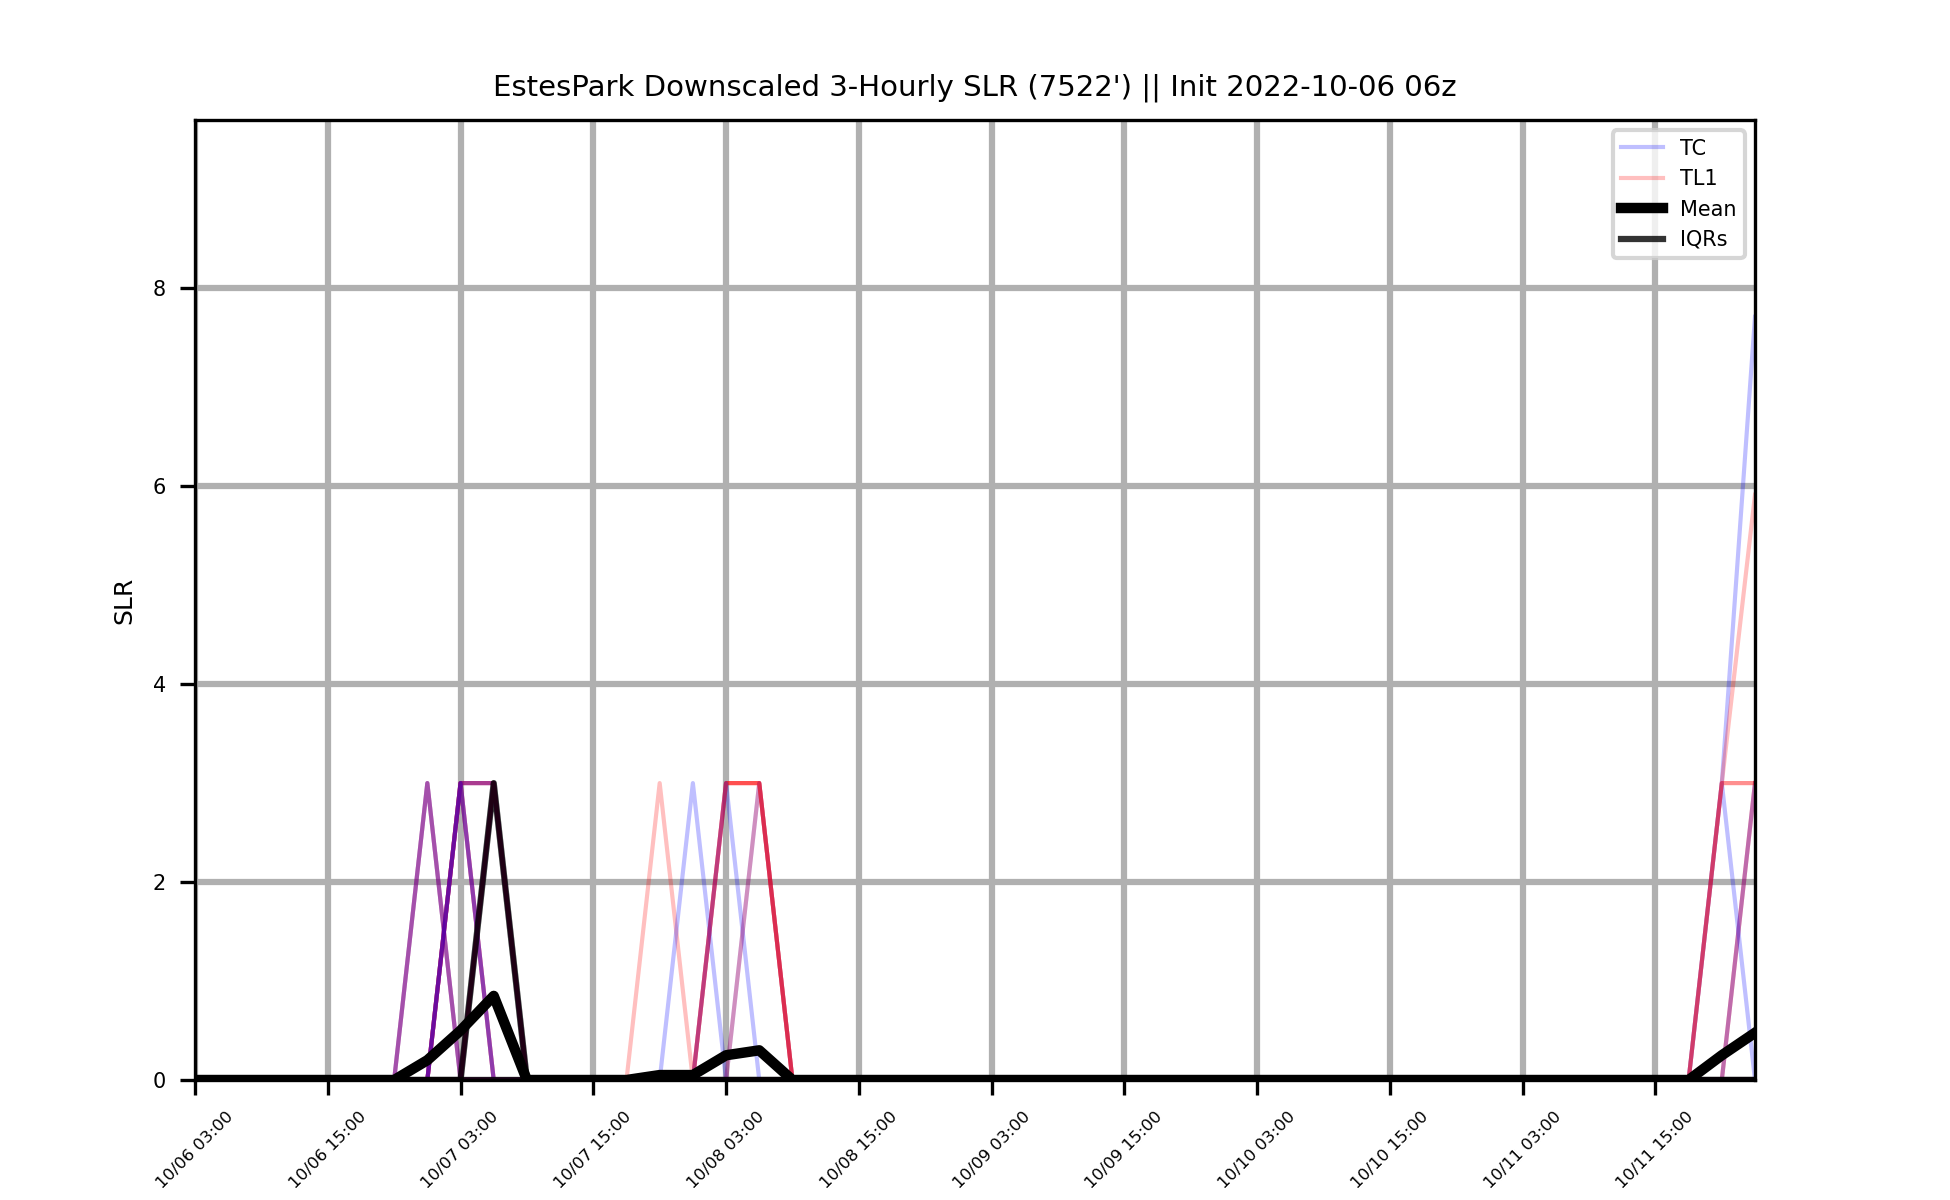 EstesPark Downscaled 3-Hourly SLR (7522') || Init 2022-10-06 06z
TC
TL1
Mean
IQRs
SLR
8
6
4
2
0
10/06 03:00
10/06 15:00
10/07 03:00
10/07 15:00
10/08 03:00
10/08 15:00
10/09 03:00
10/09 15:00
10/10 03:00
10/10 15:00
10/11 03:00
10/11 15:00